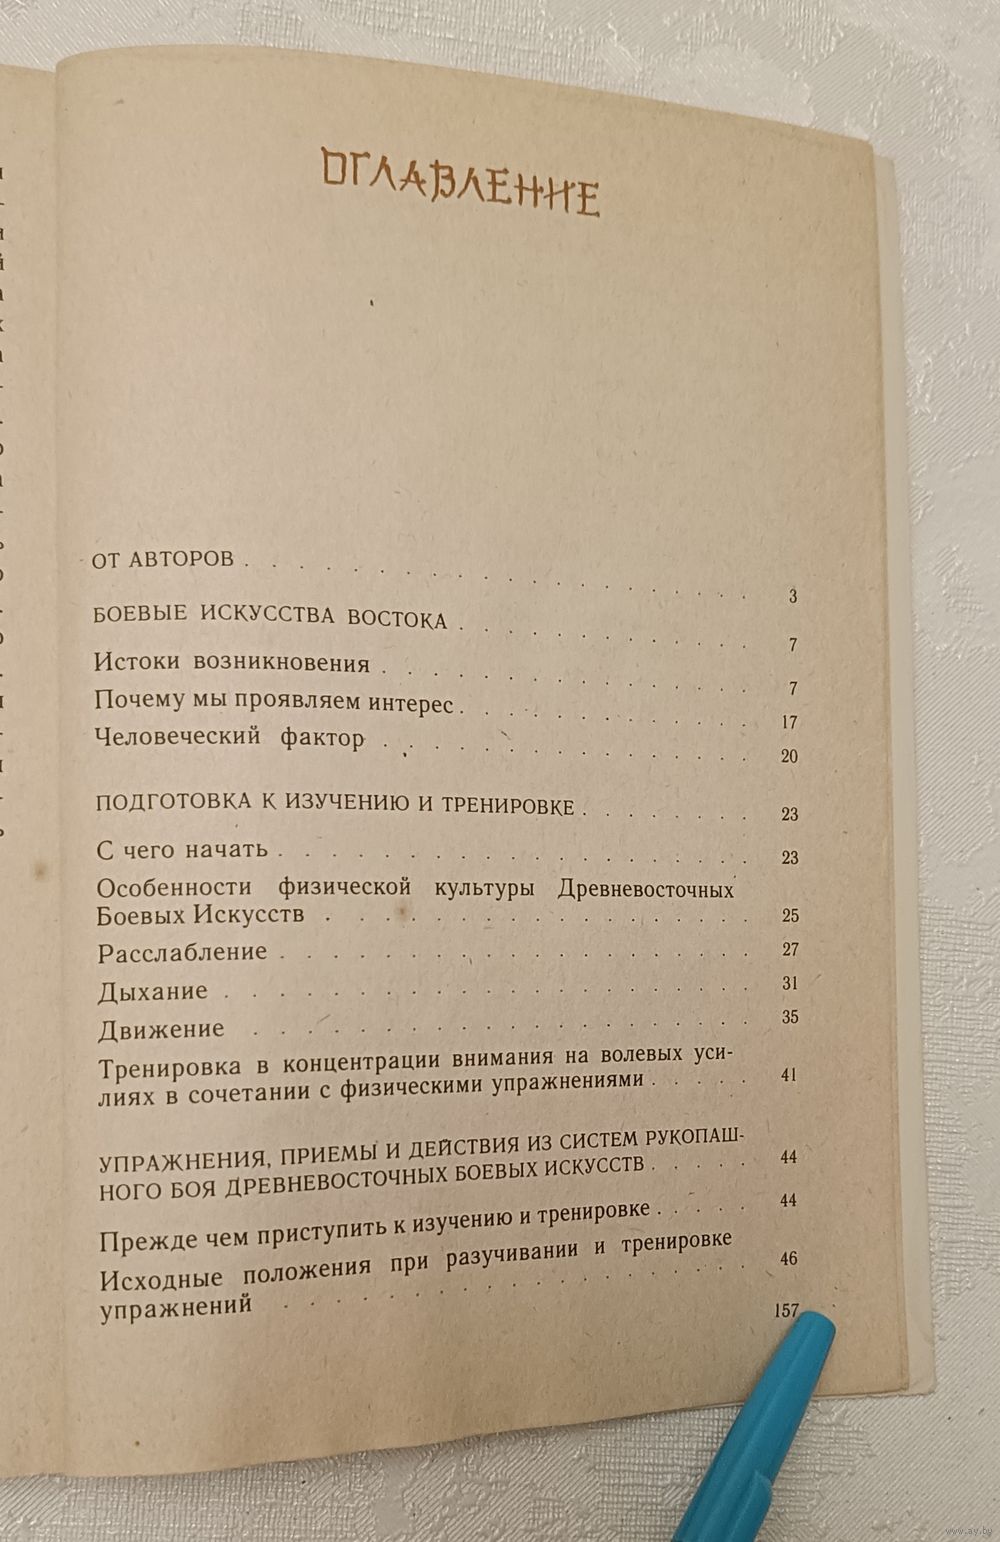 ОГЛАВЛЕНИЕ
ОТ АВТОРОВ . . . . . . . . . . . . . . . . . . . 3
БОЕВЫЕ ИСКУССТВА ВОСТОКА . . . . . . . . . . . . 7
Истоки возникновения . . . . . . . . . . . . . . 7
Почему мы проявляем интерес . . . . . . . . . . . 17
Человеческий фактор . . . . . . . . . . . . . . 20
ПОДГОТОВКА К ИЗУЧЕНИЮ И ТРЕНИРОВКЕ . . . . . . . 23
С чего начать . . . . . . . . . . . . . . . . . . 23
Особенности физической культуры Древневосточных
Боевых Искусств . . . . . . . . . . . . . . . . 25
Расслабление . . . . . . . . . . . . . . . . . . 27
Дыхание . . . . . . . . . . . . . . . . . . . . 31
Движение . . . . . . . . . . . . . . . . . . . 35
Тренировка в концентрации внимания на волевых уси-
лиях в сочетании с физическими упражнениями . . . . . 41
УПРАЖНЕНИЯ, ПРИЕМЫ И ДЕЙСТВИЯ ИЗ СИСТЕМ РУКОПАШ-
НОГО БОЯ ДРЕВНЕВОСТОЧНЫХ БОЕВЫХ ИСКУССТВ . . . . . 44
Прежде чем приступить к изучению и тренировке . . . . . 44
Исходные положения при разучивании и тренировке
упражнений . . . . . . . . . . . . . . . . . . 46
157
www.ay.by